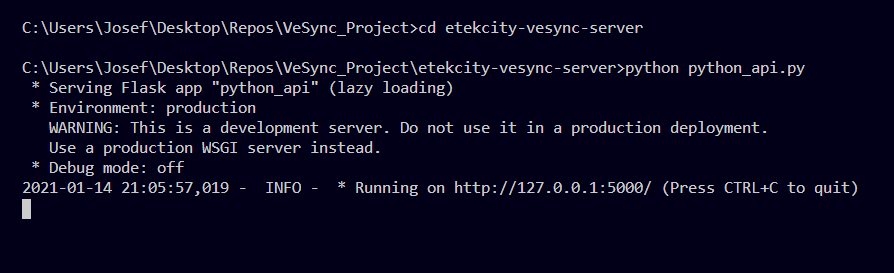 C:\Users\Josef\Desktop\Repos\VeSync_Project>cd etekcity-vesync-server
C:\Users\Josef\Desktop\Repos\VeSync_Project\etekcity-vesync-server>python python_api.py
* Serving Flask app "python_api" (lazy loading)
* Environment: production
WARNING: This is a development server. Do not use it in a production deployment.
Use a production WSGI server instead.
* Debug mode: off
2021-01-14 21:05:57,019 -  INFO -  * Running on http://127.0.0.1:5000/ (Press CTRL+C to quit)